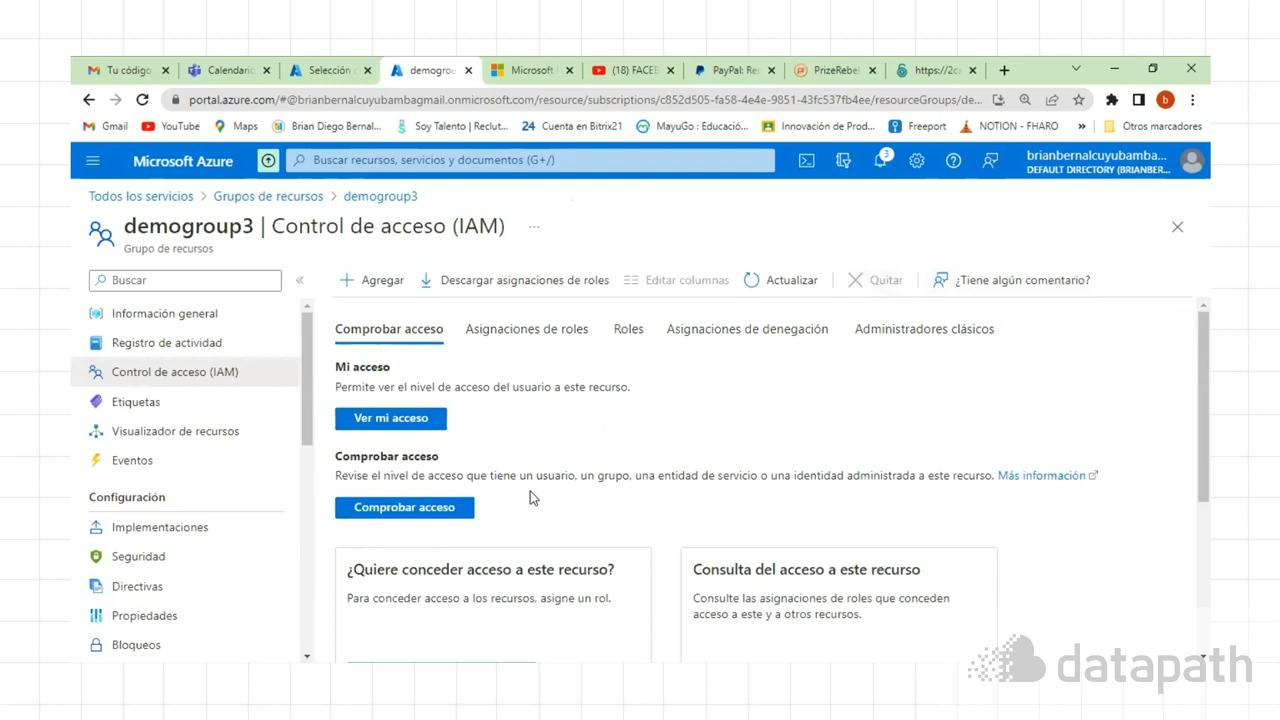 Tu código
Calendario
Selección
demogrou
Microsoft
(18) FACEB
PayPal: Re
PrizeRebel
https://2ca
portal.azure.com/#@brianbernalcuyubambagmail.onmicrosoft.com/resource/subscriptions/c852d505-fa58-4e4e-9851-43fc537fb4ee/resourceGroups/de...
b
Gmail
YouTube
Maps
Brian Diego Bernal...
Soy Talento | Reclut...
24 Cuenta en Bitrix21
MayuGo : Educació...
Innovación de Prod...
Freeport
NOTION - FHARO
»
Otros marcadores
Microsoft Azure
Buscar recursos, servicios y documentos (G+/)
3
brianbernalcuyubamba...
DEFAULT DIRECTORY (BRIANBER...
Todos los servicios > Grupos de recursos > demogroup3
demogroup3 | Control de acceso (IAM) ...
Grupo de recursos
Buscar
«
Agregar
Descargar asignaciones de roles
Editar columnas
Actualizar
Quitar
¿Tiene algún comentario?
Información general
Registro de actividad
Control de acceso (IAM)
Etiquetas
Visualizador de recursos
Eventos
Configuración
Implementaciones
Seguridad
Directivas
Propiedades
Bloqueos
Comprobar acceso
Asignaciones de roles
Roles
Asignaciones de denegación
Administradores clásicos
Mi acceso
Permite ver el nivel de acceso del usuario a este recurso.
Ver mi acceso
Comprobar acceso
Revise el nivel de acceso que tiene un usuario, un grupo, una entidad de servicio o una identidad administrada a este recurso. Más información
Comprobar acceso
¿Quiere conceder acceso a este recurso?
Para conceder acceso a los recursos, asigne un rol.
Consulta del acceso a este recurso
Consulte las asignaciones de roles que conceden
acceso a este y a otros recursos.
datapath